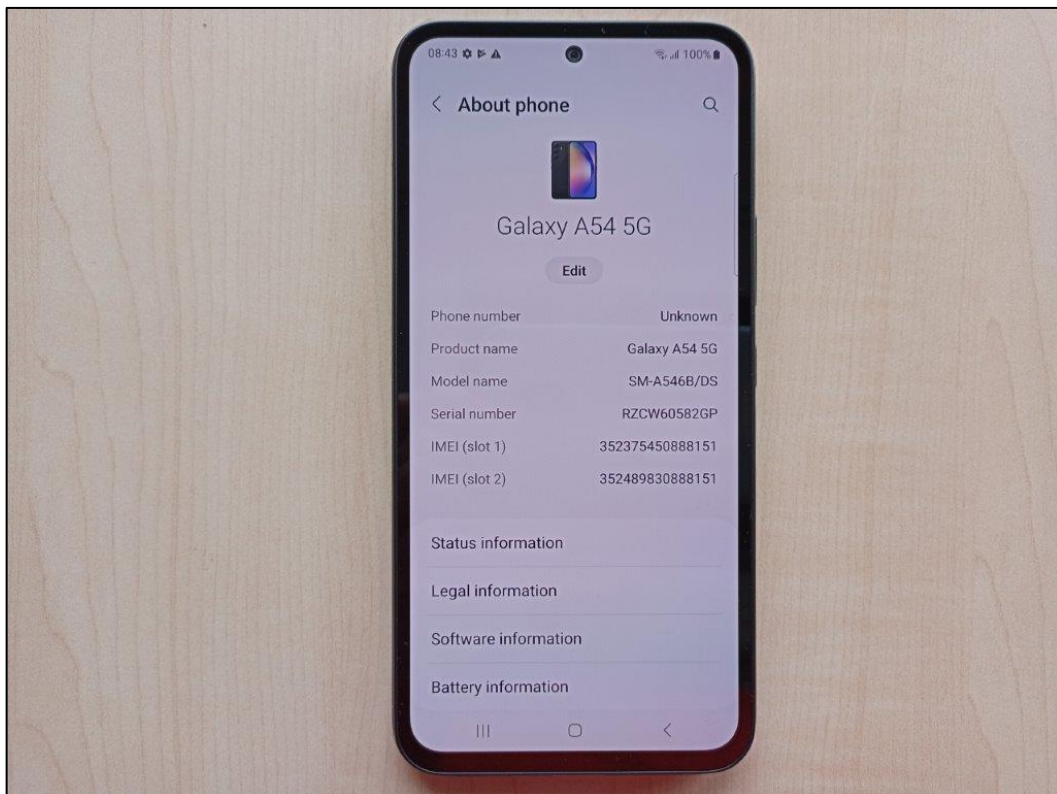 08:43 100%
About phone
Galaxy A54 5G
Edit
Phone number Unknown
Product name Galaxy A54 5G
Model name SM-A546B/DS
Serial number RZCW60582GP
IMEI (slot 1) 352375450888151
IMEI (slot 2) 352489830888151
Status information
Legal information
Software information
Battery information